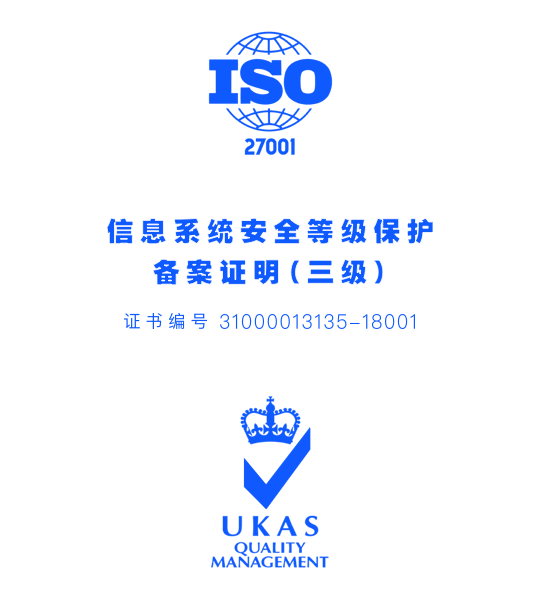 ISO
27001
信息系统安全等级保护
备案证明(三级)
证书编号 31000013135-18001
UKAS
QUALITY
MANAGEMENT